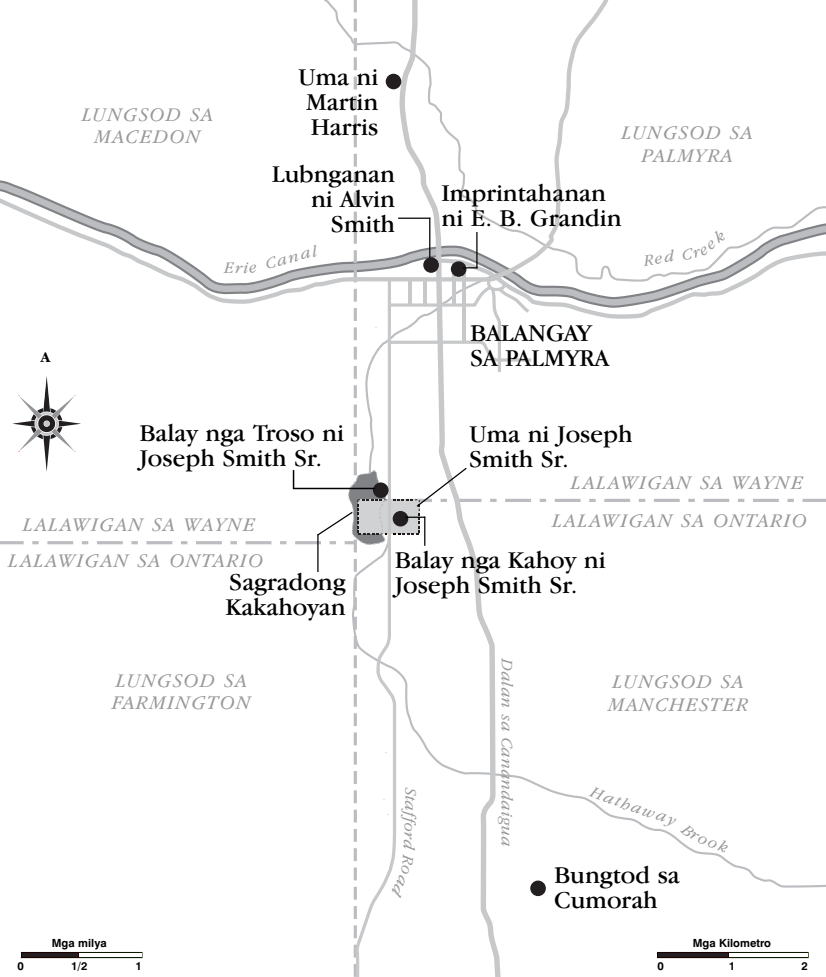 Uma ni
Martin
Harris
LUNGSOD SA
MACEDON
LUNGSOD SA
PALMYRA
Lubnganan
ni Alvin
Smith
Imprintahanan
ni E. B. Grandin
Erie Canal
Red Creek
BALANGAY
SA PALMYRA
A
Balay nga Troso ni
Joseph Smith Sr.
Uma ni Joseph
Smith Sr.
LALAWIGAN SA WAYNE
LALAWIGAN SA ONTARIO
LALAWIGAN SA WAYNE
LALAWIGAN SA ONTARIO
Sagradong
Kakahoyan
Balay nga Kahoy ni
Joseph Smith Sr.
LUNGSOD SA
FARMINGTON
LUNGSOD SA
MANCHESTER
Dalan sa Canandaigua
Stafford Road
Hathaway Brook
Bungtod sa
Cumorah
Mga milya
0 1/2 1
Mga Kilometro
0 1 2